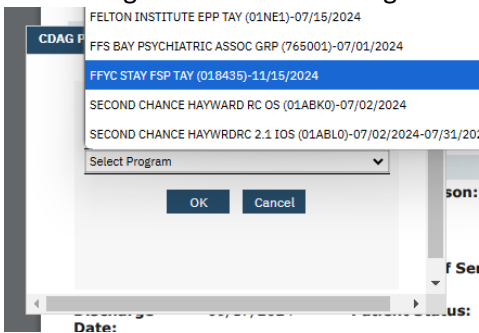 FELTON INSTITUTE EPP TAY (01NE1)-07/15/2024
CDAG
FFS BAY PSYCHIATRIC ASSOC GRP (765001)-07/01/2024
FFYC STAY FSP TAY (018435)-11/15/2024
SECOND CHANCE HAYWARD RC OS (01ABK0)-07/02/2024
SECOND CHANCE HAYWRDRC 2.1 IOS (01ABL0)-07/02/2024-07/31/202
Select Program
OK Cancel
son:
f Ser
us:
Date: